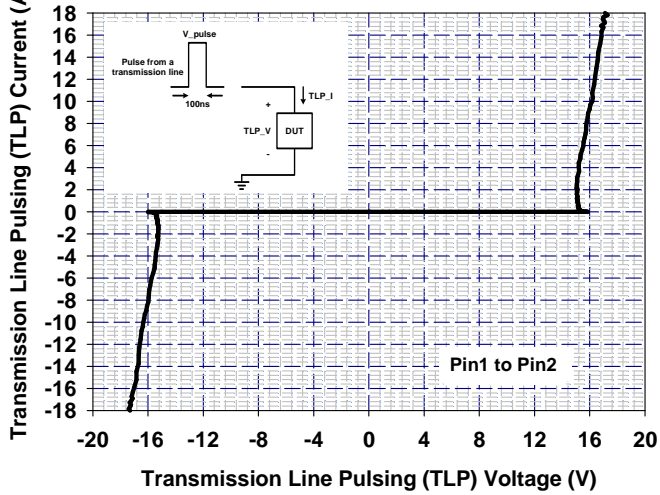 Transmission Line Pulsing (TLP) Current (A
18
16
14
12
10
8
6
4
2
0
-2
-4
-6
-8
-10
-12
-14
-16
-18
V_pulse
Pulse from a
transmission line
100ns
TLP_I
+
TLP_V
DUT
-
Pin1 to Pin2
-20 -16 -12 -8 -4 0 4 8 12 16 20
Transmission Line Pulsing (TLP) Voltage (V)